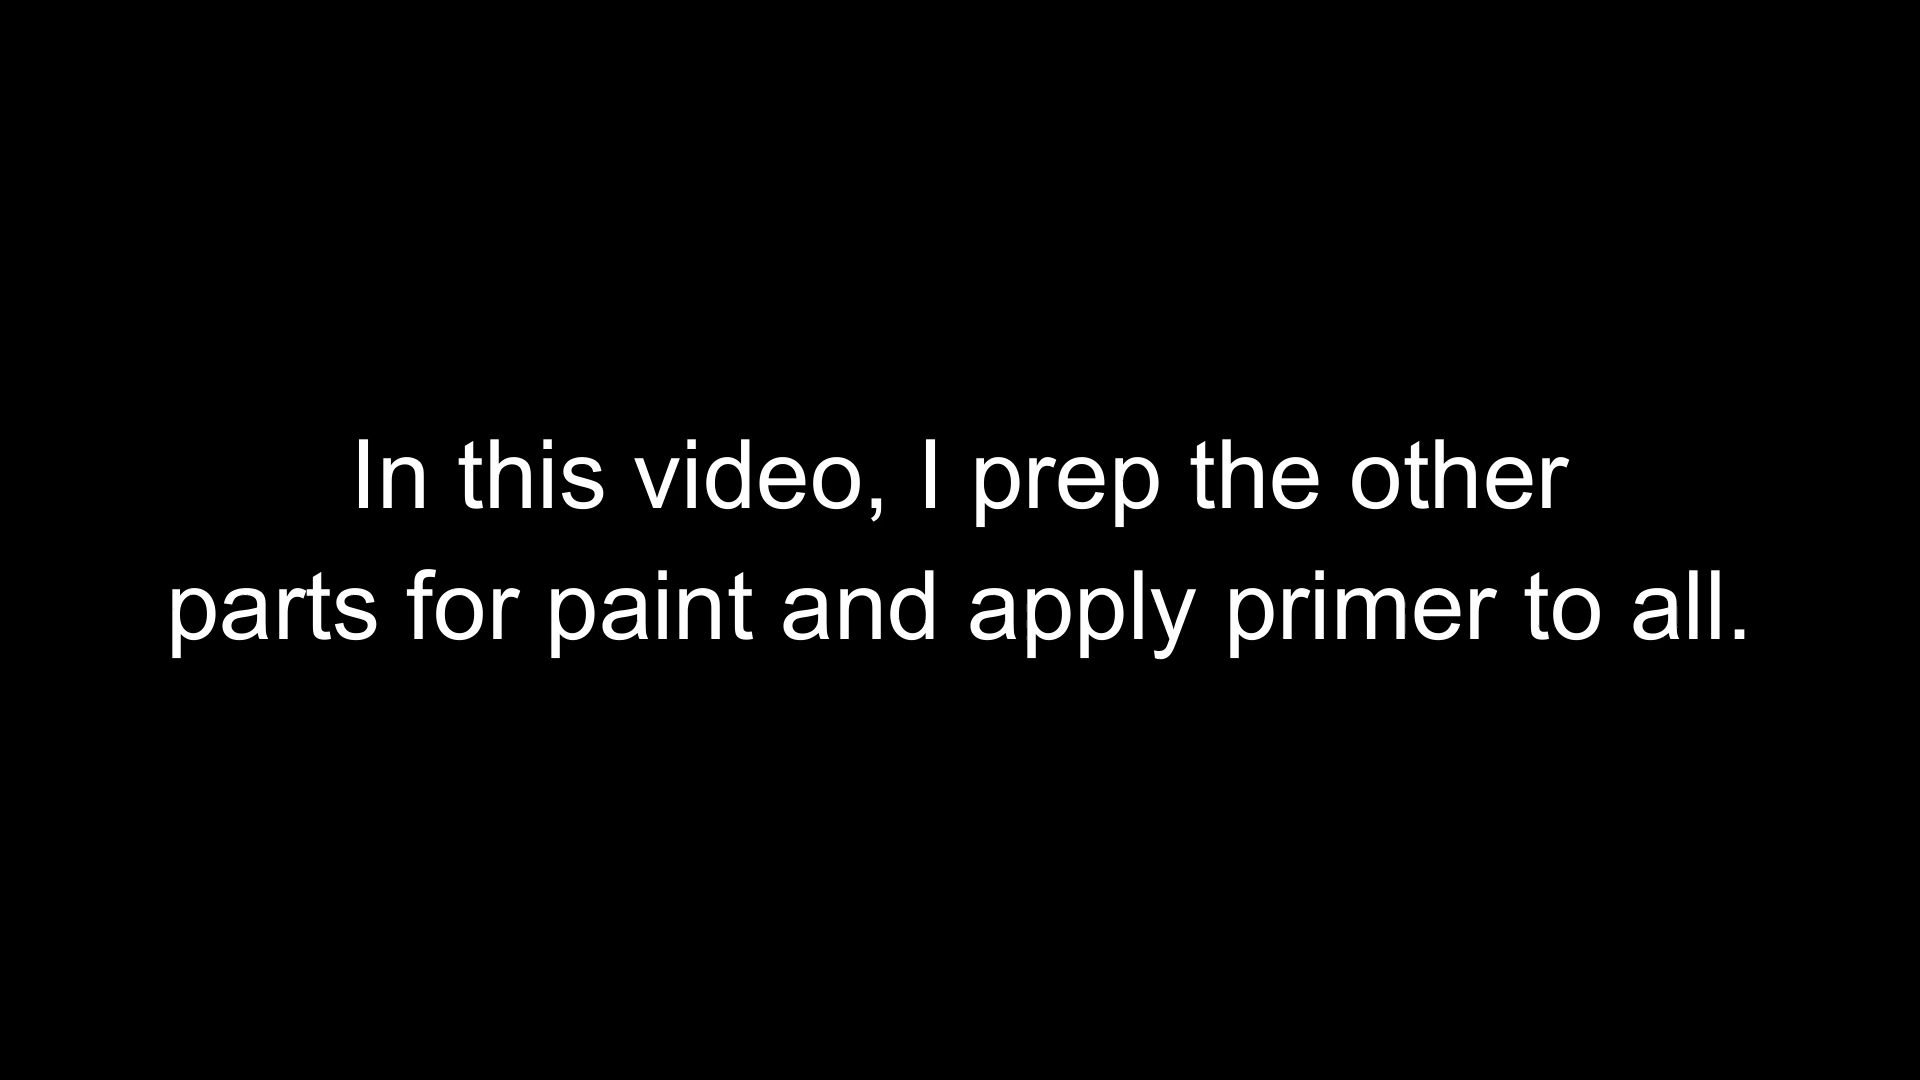 In this video, I prep the other
parts for paint and apply primer to all.